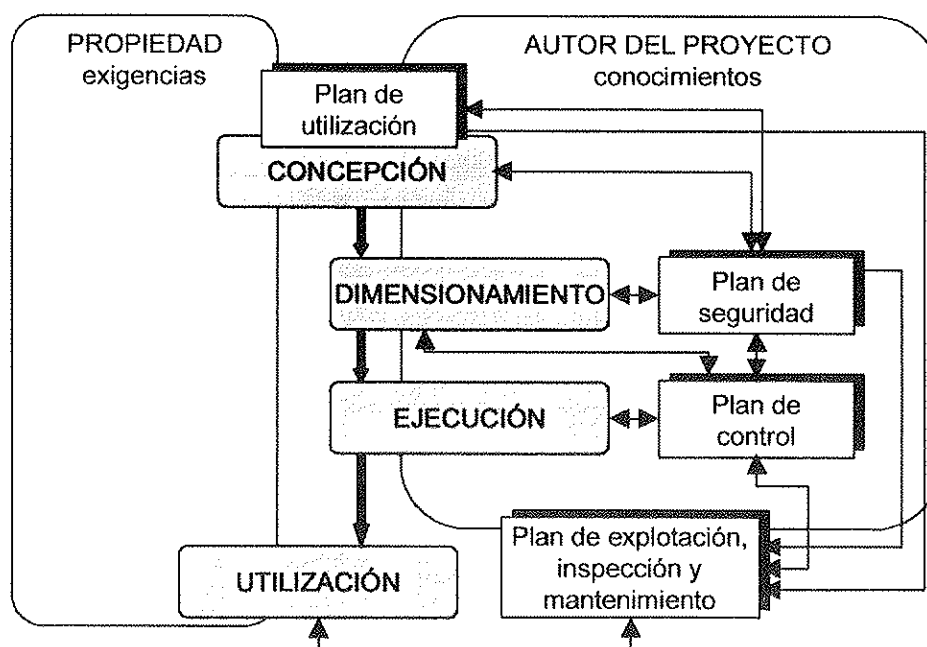 PROPIEDAD
exigencias
AUTOR DEL PROYECTO
conocimientos
Plan de
utilización
CONCEPCIÓN
DIMENSIONAMIENTO
Plan de
seguridad
EJECUCIÓN
Plan de
control
Plan de explotación,
inspección y
mantenimiento
UTILIZACIÓN